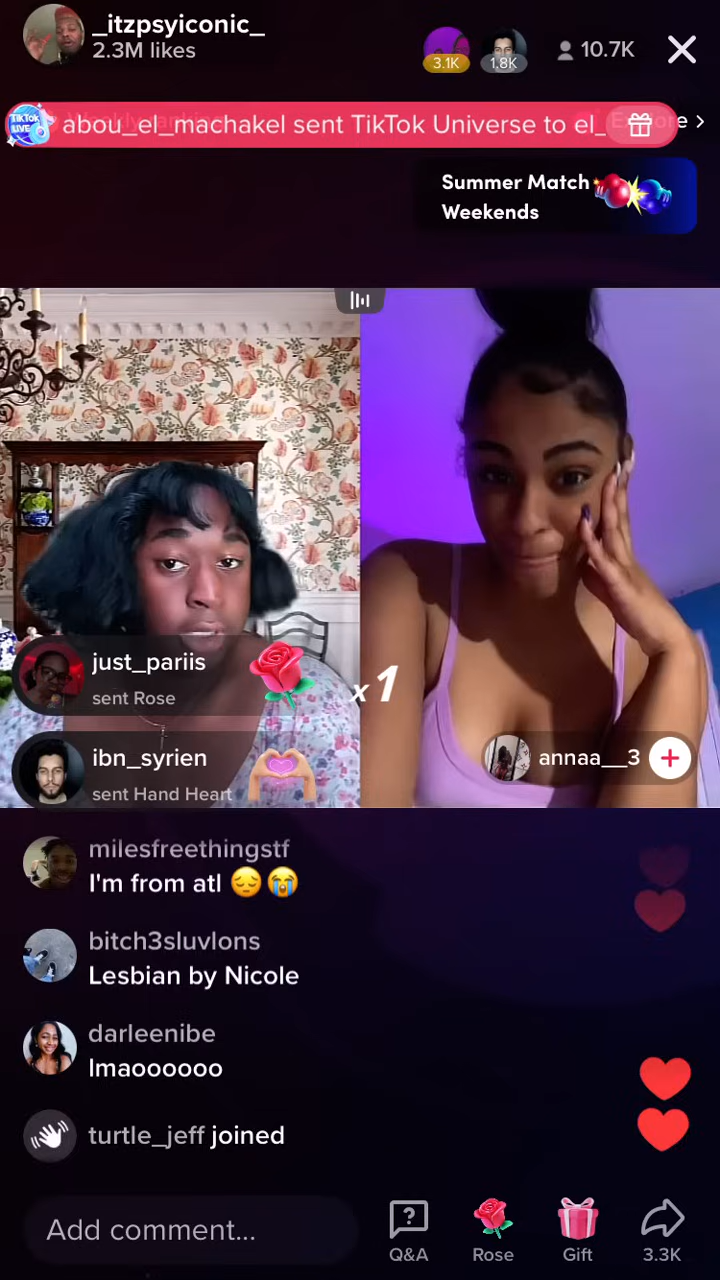 _itzpsyiconic_
2.3M likes
3.1K
1.8K
10.7K
TikTok
LIVE
abou_el_machakel sent TikTok Universe to el_
Summer Match
Weekends
just_pariis
sent Rose
x1
ibn_syrien
sent Hand Heart
annaa__3
milesfreethingstf
I'm from atl 😔😭
bitch3sluvlons
Lesbian by Nicole
darleenibe
lmaoooooo
turtle_jeff joined
Add comment...
Q&A
Rose
Gift
3.3K